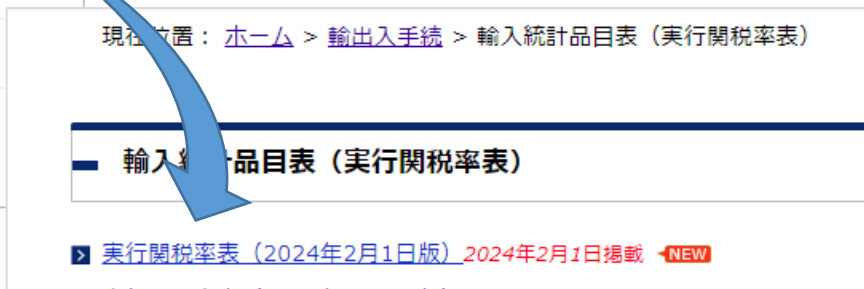 現在位置： ホーム > 輸出入手続 > 輸入統計品目表（実行関税率表）
輸入統計品目表（実行関税率表）
実行関税率表（2024年2月1日版） 2024年2月1日掲載 NEW